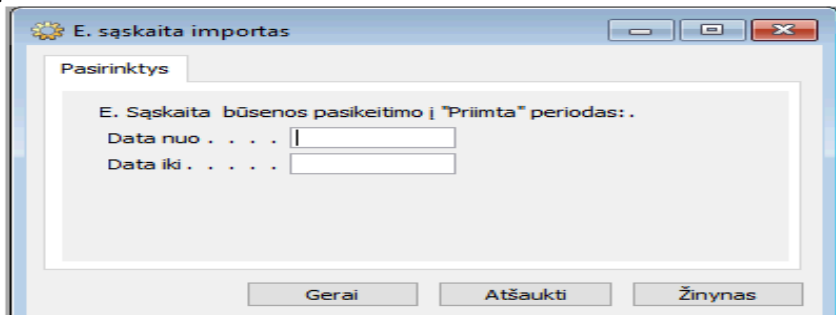 E. sąskaita importas
Pasirinktys
E. Sąskaita būsenos pasikeitimo į "Priimta" periodas:.
Data nuo . . . .
Data iki . . . . .
Gerai Atšaukti Žinynas